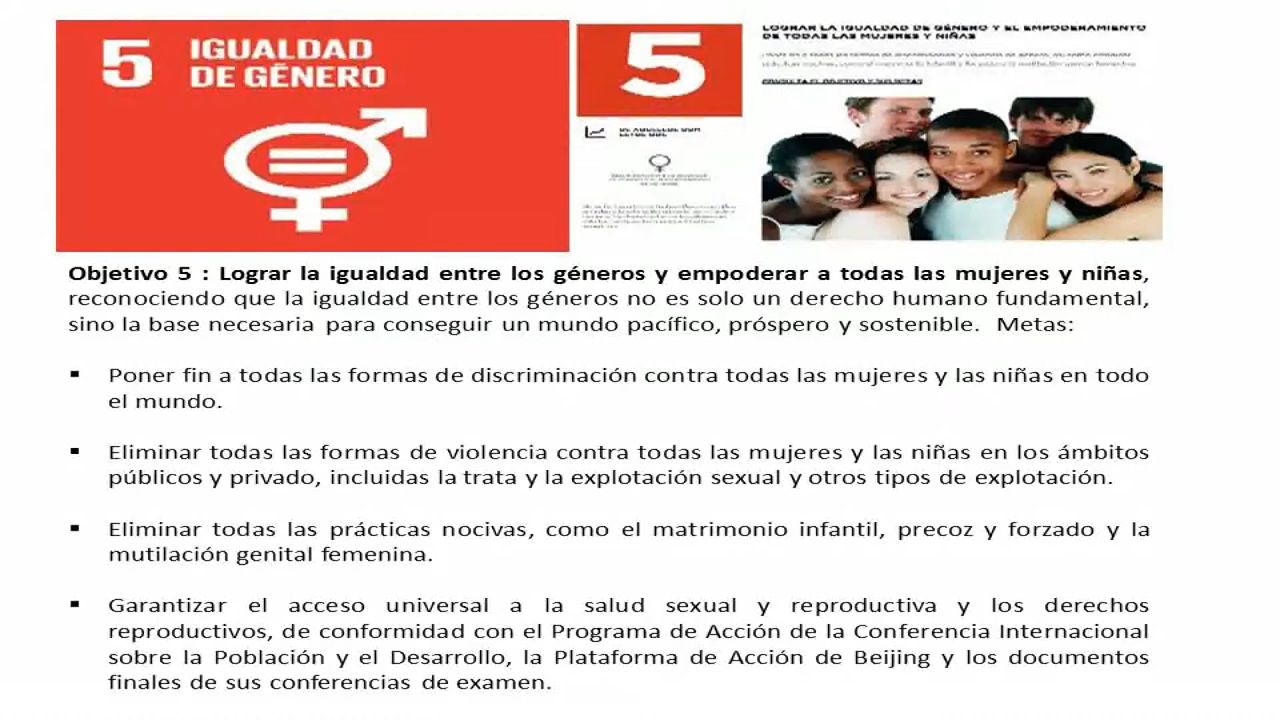 5 IGUALDAD
DE GÉNERO
5
LOGRAR LA IGUALDAD DE GÉNERO Y EL EMPODERAMIENTO
DE TODAS LAS MUJERES Y NIÑAS
Objetivo 5 : Lograr la igualdad entre los géneros y empoderar a todas las mujeres y niñas,
reconociendo que la igualdad entre los géneros no es solo un derecho humano fundamental,
sino la base necesaria para conseguir un mundo pacífico, próspero y sostenible. Metas:
▪ Poner fin a todas las formas de discriminación contra todas las mujeres y las niñas en todo
el mundo.
▪ Eliminar todas las formas de violencia contra todas las mujeres y las niñas en los ámbitos
públicos y privado, incluidas la trata y la explotación sexual y otros tipos de explotación.
▪ Eliminar todas las prácticas nocivas, como el matrimonio infantil, precoz y forzado y la
mutilación genital femenina.
▪ Garantizar el acceso universal a la salud sexual y reproductiva y los derechos
reproductivos, de conformidad con el Programa de Acción de la Conferencia Internacional
sobre la Población y el Desarrollo, la Plataforma de Acción de Beijing y los documentos
finales de sus conferencias de examen.